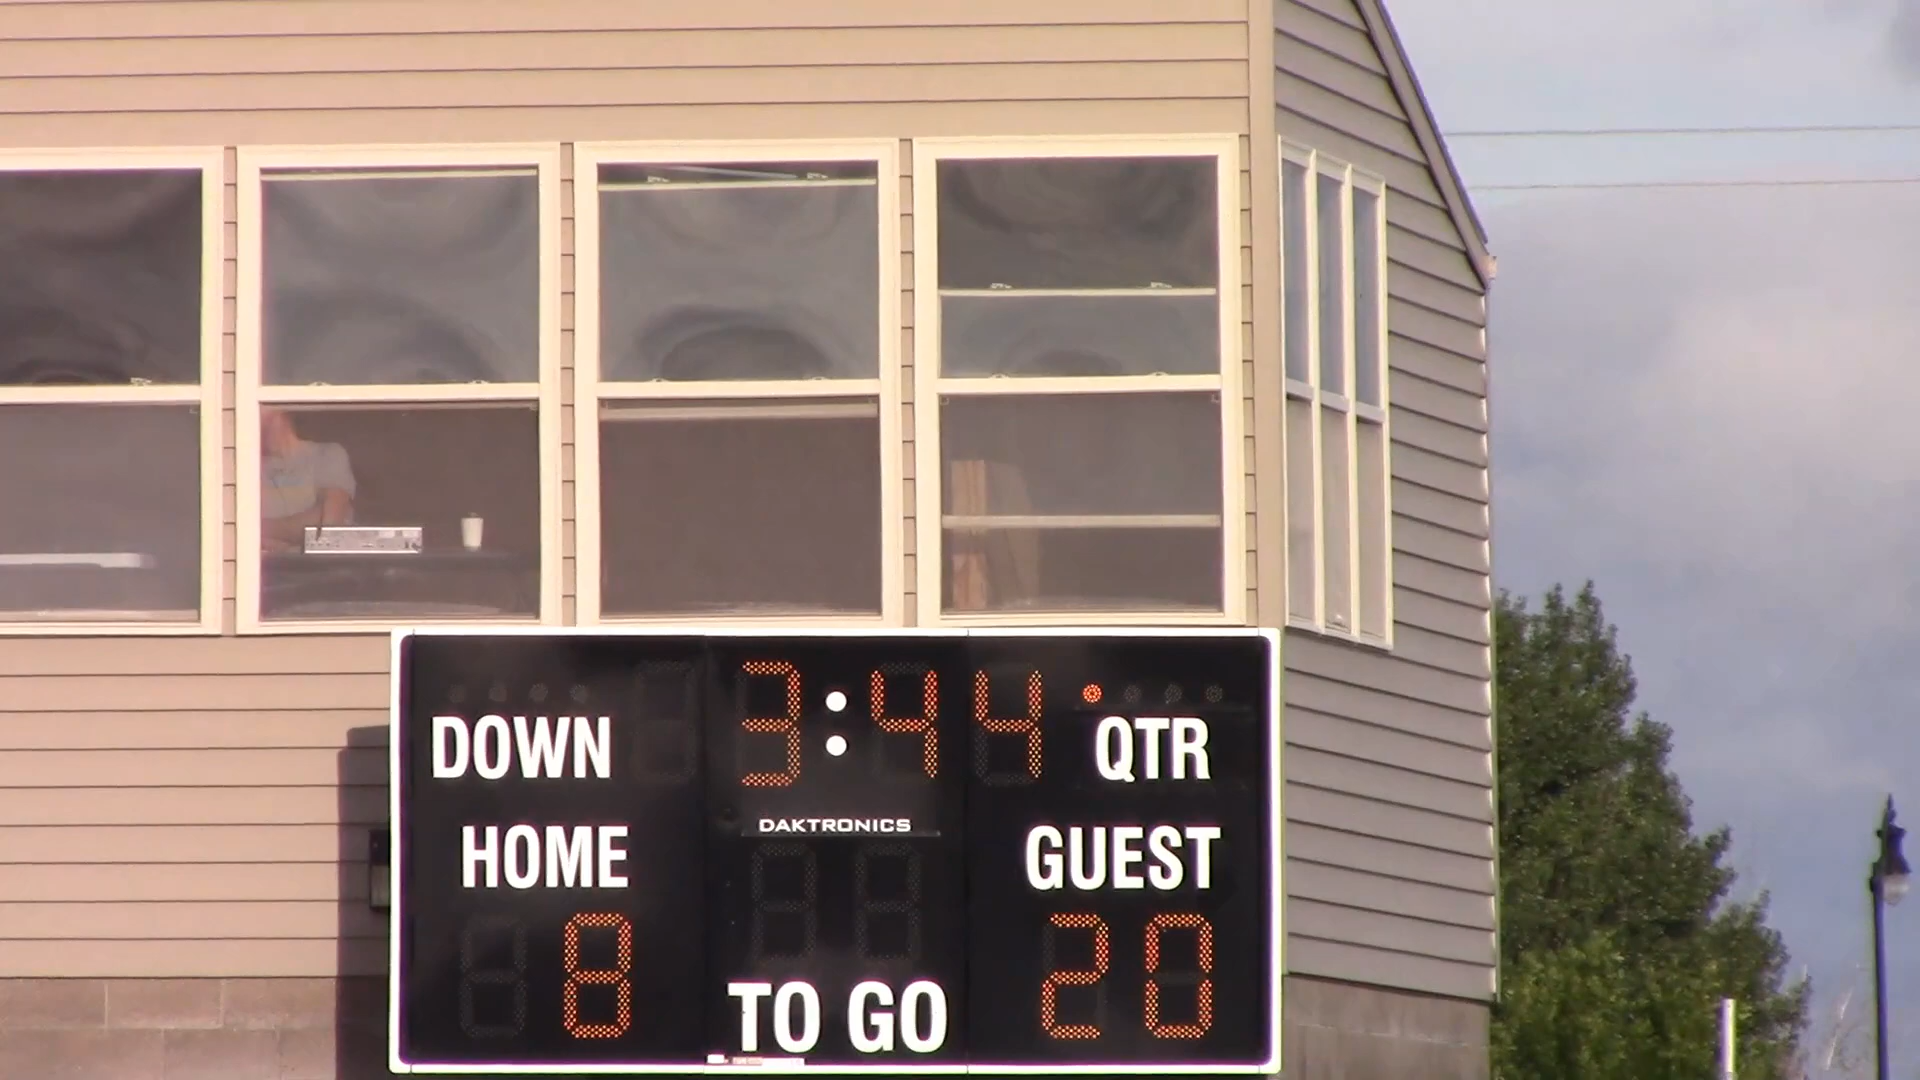 3:44
DOWN QTR
DAKTRONICS
HOME GUEST
8 20
TO GO